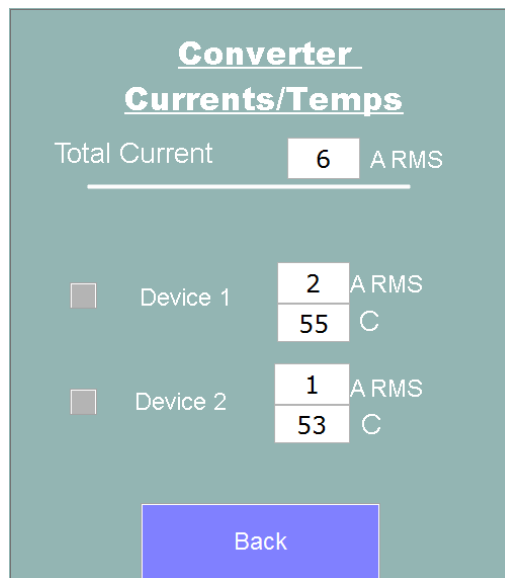 Converter
Currents/Temps
Total Current 6 A RMS
Device 1 2 A RMS
55 C
Device 2 1 A RMS
53 C
Back